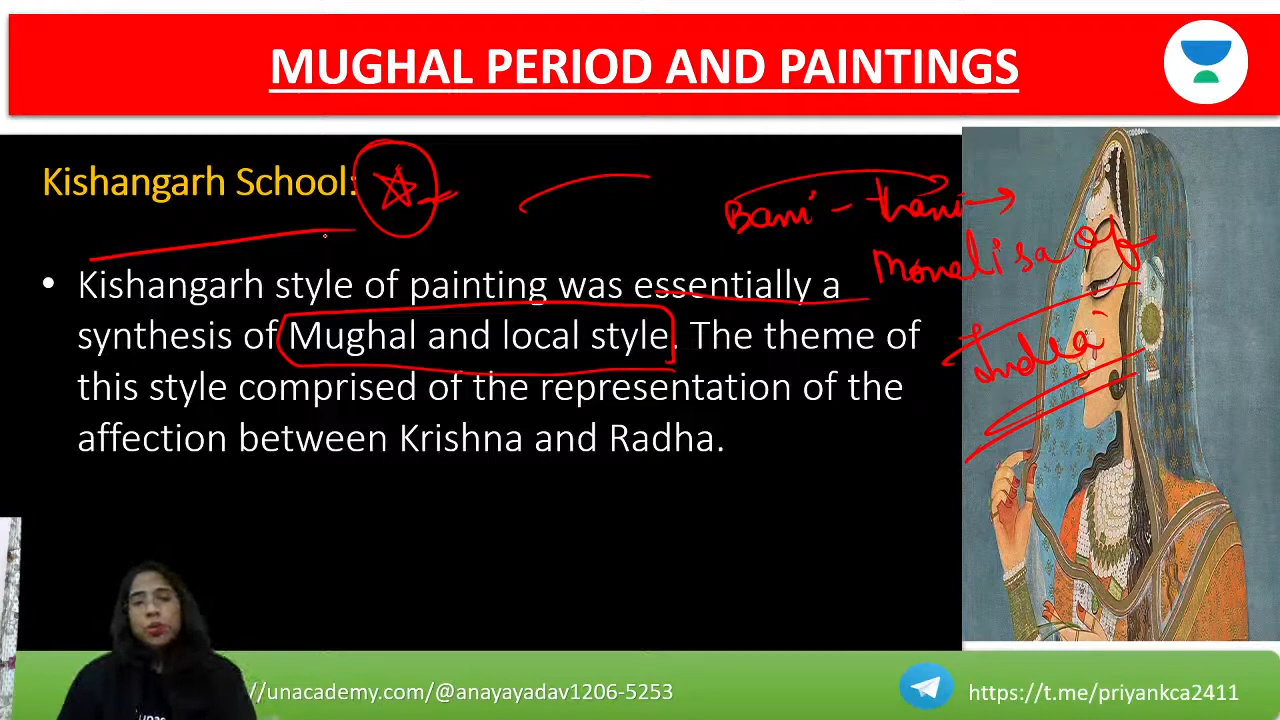 MUGHAL PERIOD AND PAINTINGS
Kishangarh School:
Bani - thani →
Monalisa of
India
• Kishangarh style of painting was essentially a
synthesis of Mughal and local style. The theme of
this style comprised of the representation of the
affection between Krishna and Radha.
//unacademy.com/@anayayadav1206-5253
https://t.me/priyankca2411